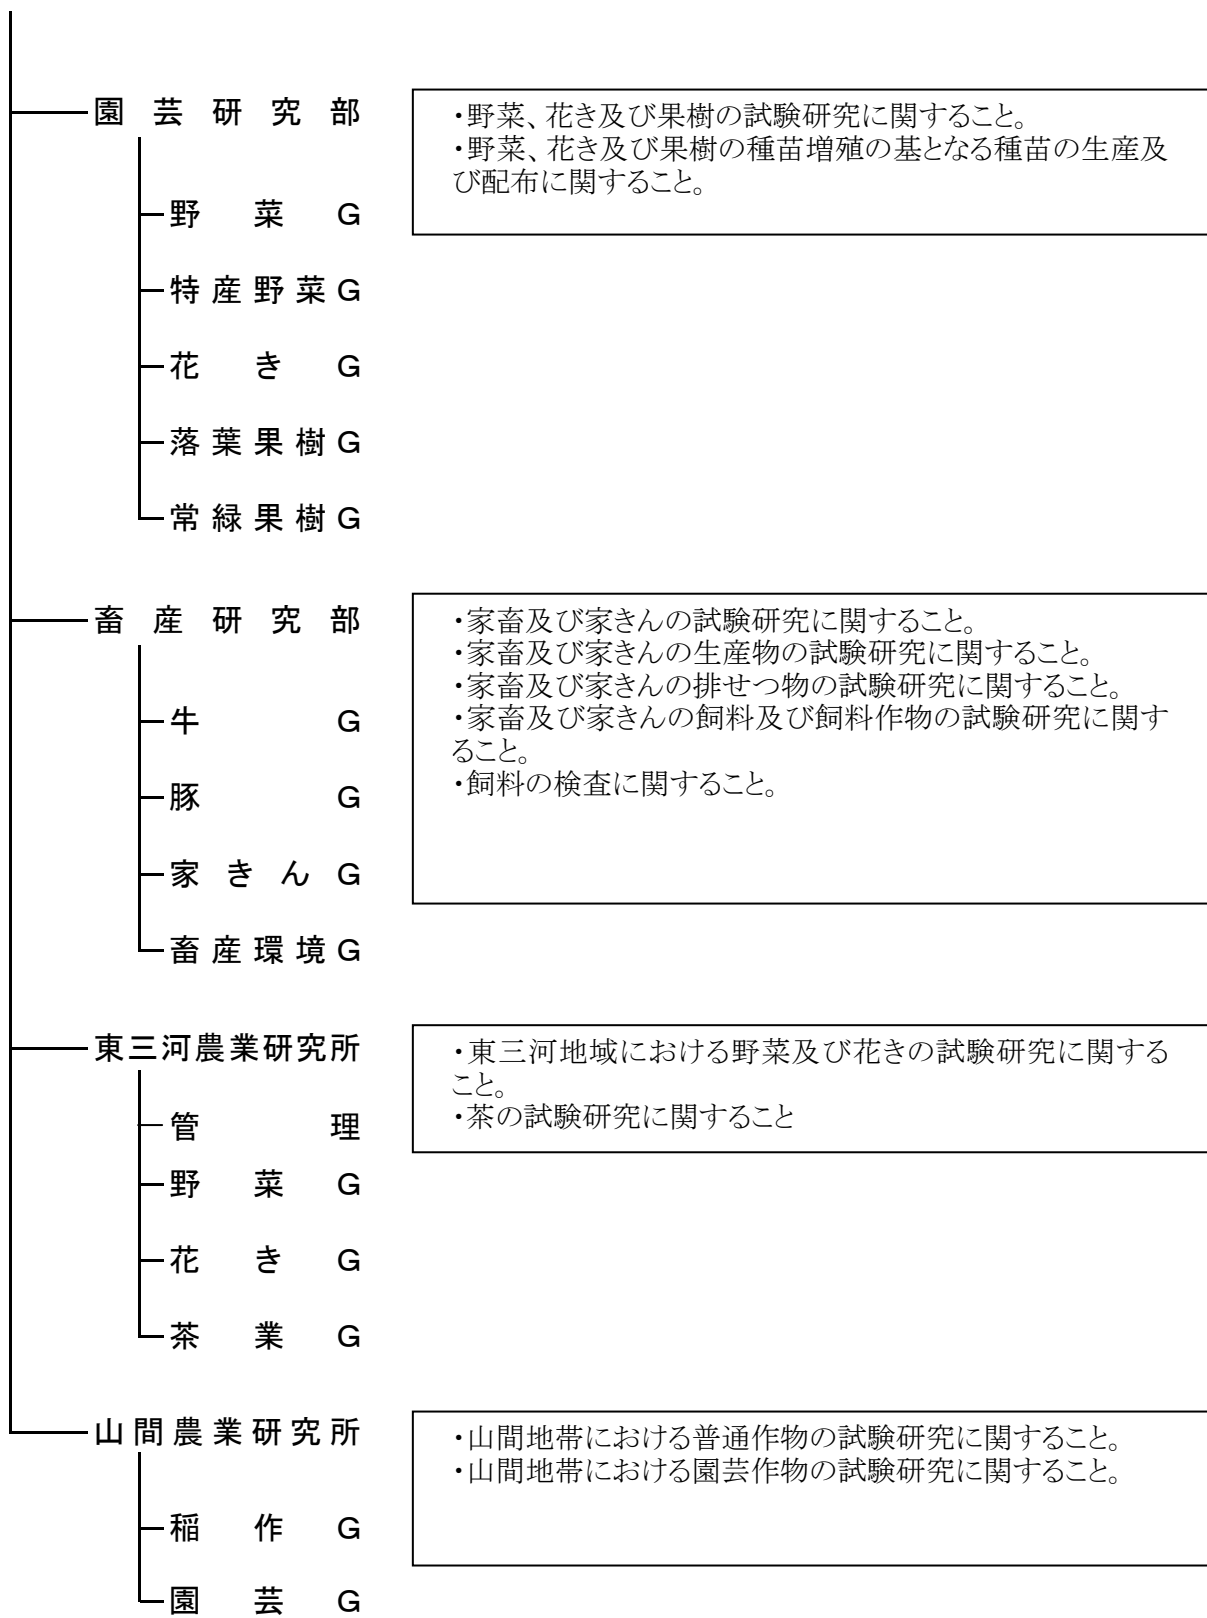 園芸研究部
・野菜、花き及び果樹の試験研究に関すること。
・野菜、花き及び果樹の種苗増殖の基となる種苗の生産及
び配布に関すること。
野菜G
特産野菜G
花きG
落葉果樹G
常緑果樹G
畜産研究部
・家畜及び家きんの試験研究に関すること。
・家畜及び家きんの生産物の試験研究に関すること。
・家畜及び家きんの排せつ物の試験研究に関すること。
・家畜及び家きんの飼料及び飼料作物の試験研究に関す
ること。
・飼料の検査に関すること。
牛G
豚G
家きんG
畜産環境G
東三河農業研究所
・東三河地域における野菜及び花きの試験研究に関する
こと。
・茶の試験研究に関すること
管理
野菜G
花きG
茶業G
山間農業研究所
・山間地帯における普通作物の試験研究に関すること。
・山間地帯における園芸作物の試験研究に関すること。
稲作G
園芸G